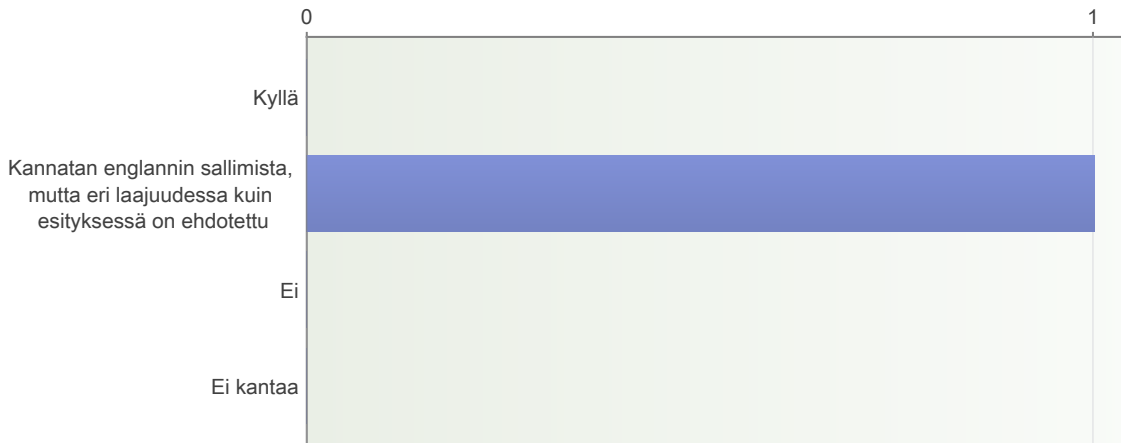 0 1
Kyllä
Kannatan englannin sallimista,
mutta eri laajuudessa kuin
esityksessä on ehdotettu
Ei
Ei kantaa